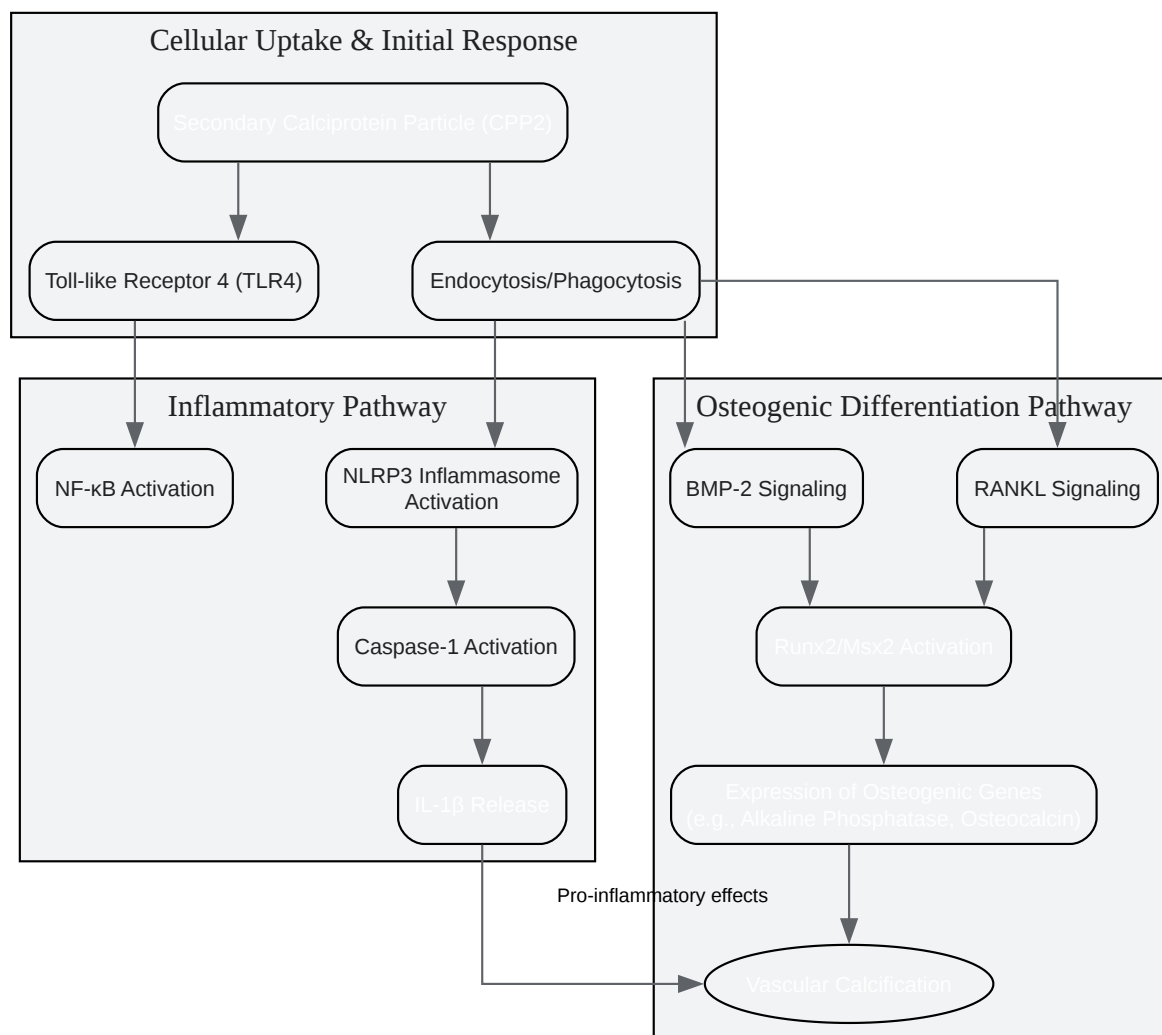 Cellular Uptake & Initial Response
Secondary Calciprotein Particle (CPP2)
Toll-like Receptor 4 (TLR4)
Endocytosis/Phagocytosis
Inflammatory Pathway
Osteogenic Differentiation Pathway
NF-κB Activation
NLRP3 Inflammasome
Activation
BMP-2 Signaling
RANKL Signaling
Caspase-1 Activation
Runx2/Msx2 Activation
IL-1β Release
Expression of Osteogenic Genes
(e.g., Alkaline Phosphatase, Osteocalcin)
Pro-inflammatory effects
Vascular Calcification